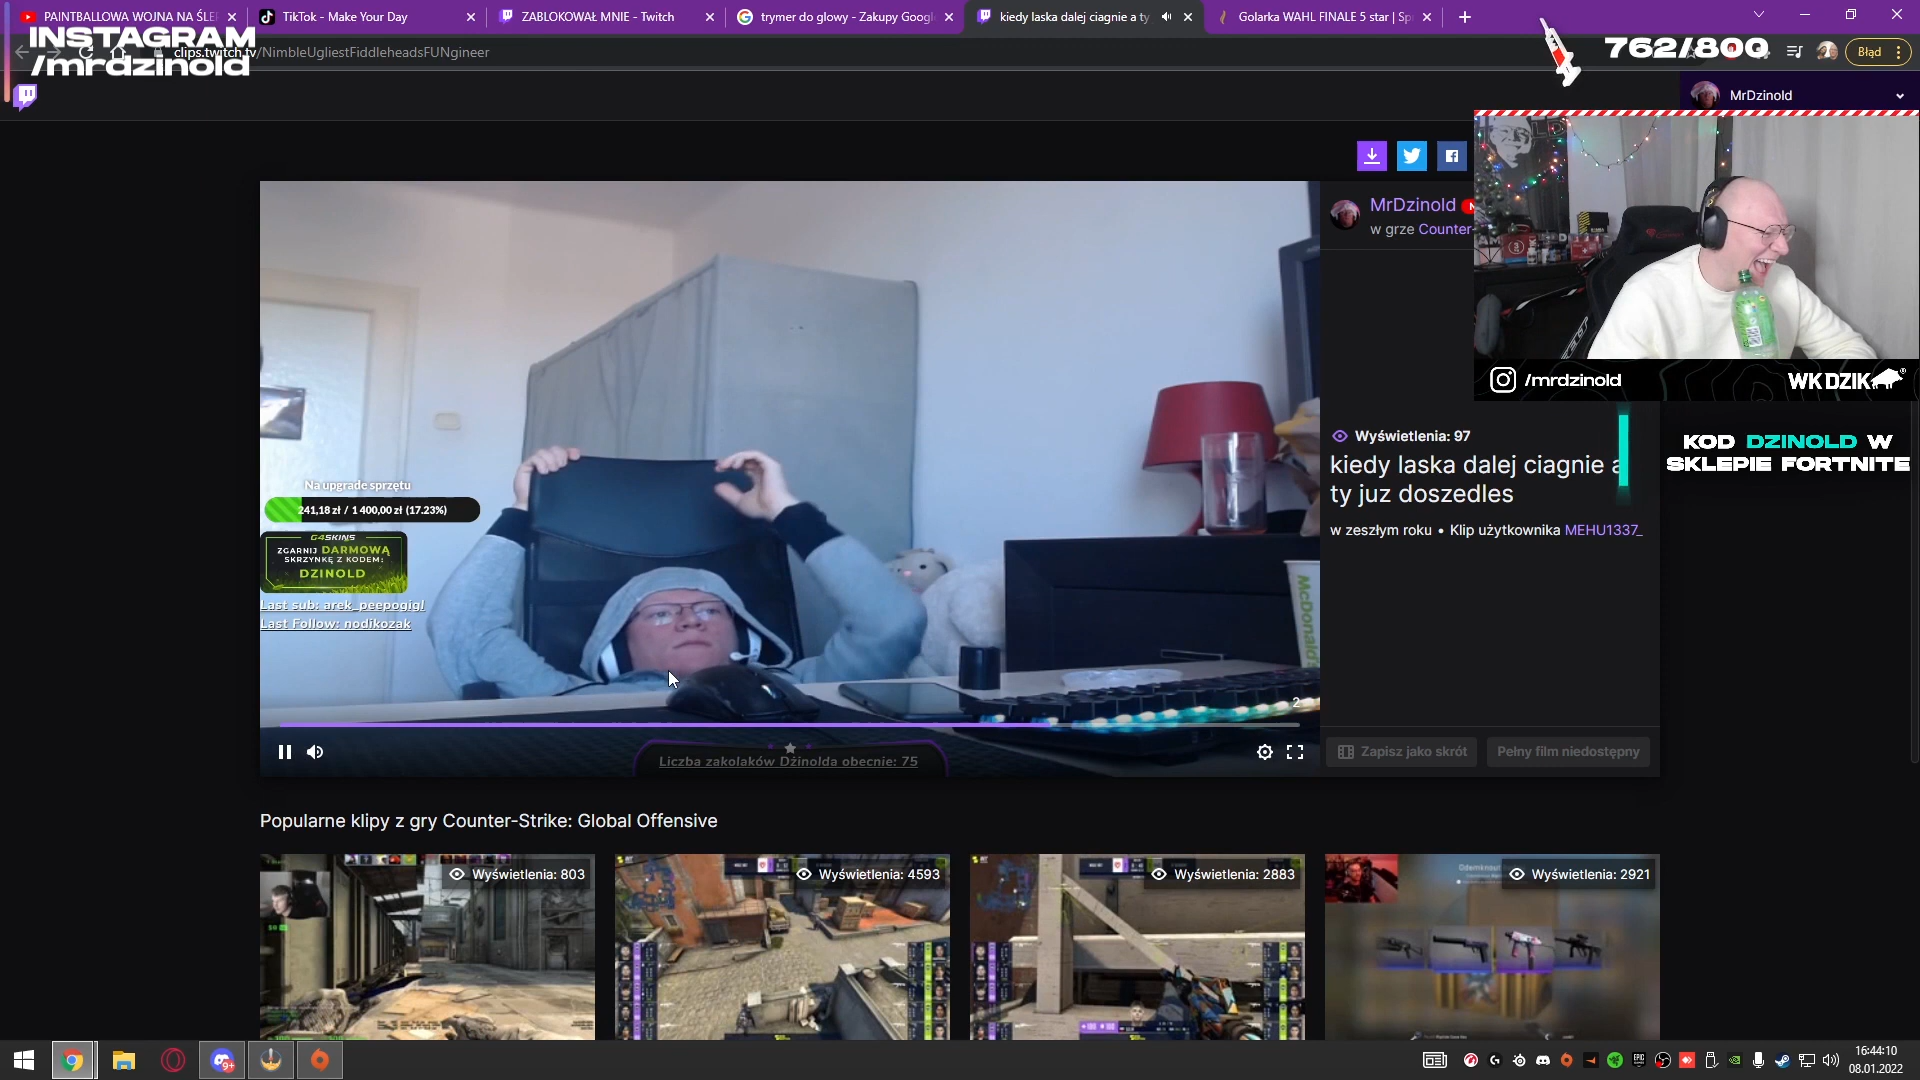 PAINTBALLOWA WOJNA NA ŚLE
TikTok - Make Your Day
ZABLOKOWAŁ MNIE - Twitch
trymer do glowy - Zakupy Googl
kiedy laska dalej ciagnie a ty
Golarka WAHL FINALE 5 star | Sp
INSTAGRAM
/mrdzinold
clips.twitch.tv/NimbleUgliestFiddleheadsFUNgineer
762/800
Błąd
MrDzinold
MrDzinold
w grze Counter-
/mrdzinold
WK DZIK
KOD DZINOLD W
SKLEPIE FORTNITE
Wyświetlenia: 97
kiedy laska dalej ciagnie a
ty juz doszedles
w zeszłym roku • Klip użytkownika MEHU1337_
Na upgrade sprzętu
241,18 zł / 1 400,00 zł (17.23%)
G4SKINS
ZGARNIJ DARMOWĄ
SKRZYNKĘ Z KODEM:
DZINOLD
Last sub: arek_peepogigl
Last Follow: nodikozak
McDonald's
2
Liczba zakolaków Dżinolda obecnie: 75
Zapisz jako skrót
Pełny film niedostępny
Popularne klipy z gry Counter-Strike: Global Offensive
Wyświetlenia: 803
Wyświetlenia: 4593
Wyświetlenia: 2883
Wyświetlenia: 2921
9+
16:44:10
08.01.2022